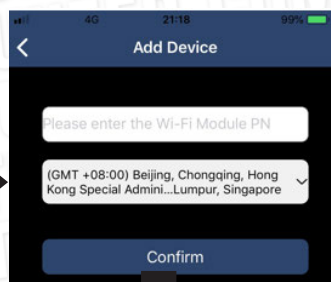 4G 21:18 99%
Add Device
Please enter the Wi-Fi Module PN
(GMT +08:00) Beijing, Chongqing, Hong
Kong Special Admini...Lumpur, Singapore
Confirm